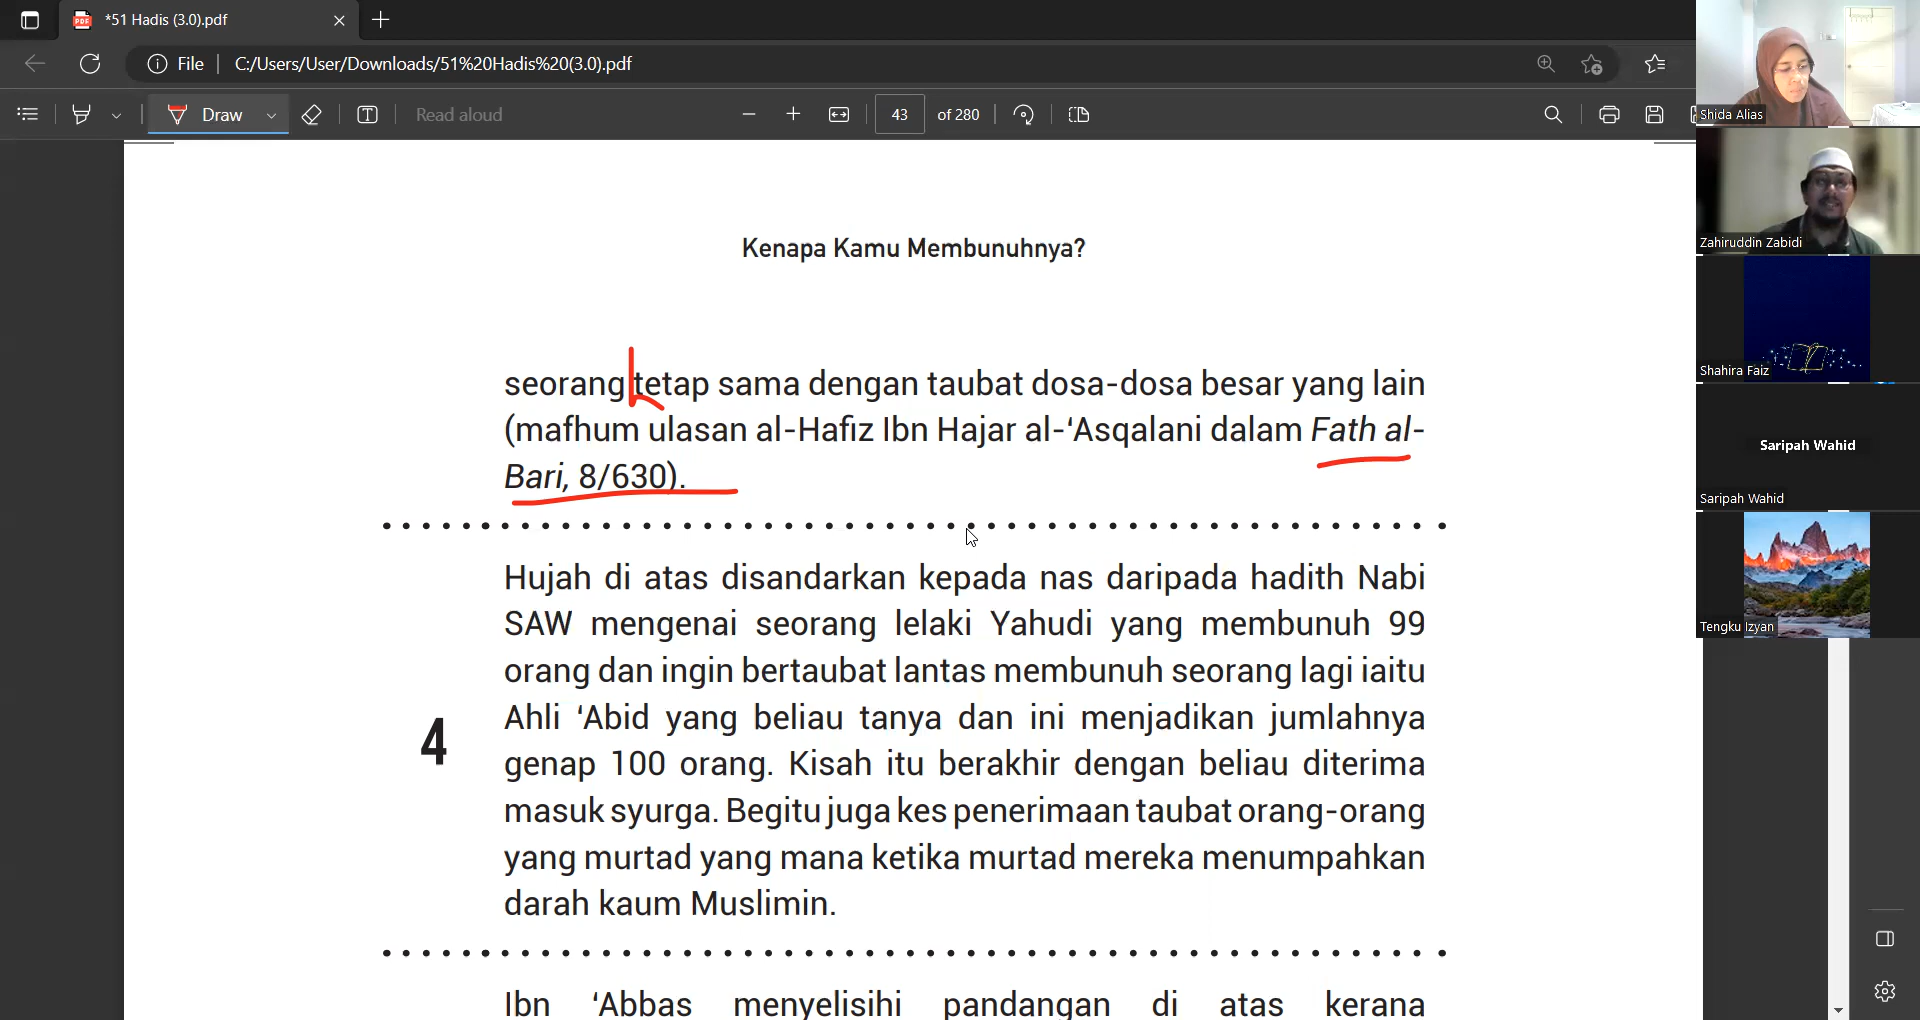 *51 Hadis (3.0).pdf
File C:/Users/User/Downloads/51%20Hadis%20(3.0).pdf
Draw Read aloud 43 of 280
Kenapa Kamu Membunuhnya?
seorang tetap sama dengan taubat dosa-dosa besar yang lain
(mafhum ulasan al-Hafiz Ibn Hajar al-‘Asqalani dalam Fath al-
Bari, 8/630).
Hujah di atas disandarkan kepada nas daripada hadith Nabi
SAW mengenai seorang lelaki Yahudi yang membunuh 99
orang dan ingin bertaubat lantas membunuh seorang lagi iaitu
Ahli ‘Abid yang beliau tanya dan ini menjadikan jumlahnya
4 genap 100 orang. Kisah itu berakhir dengan beliau diterima
masuk syurga. Begitu juga kes penerimaan taubat orang-orang
yang murtad yang mana ketika murtad mereka menumpahkan
darah kaum Muslimin.
Ibn ‘Abbas menyelisihi pandangan di atas kerana
Shida Alias
Zahiruddin Zabidi
Shahira Faiz
Saripah Wahid
Saripah Wahid
Tengku Izyan